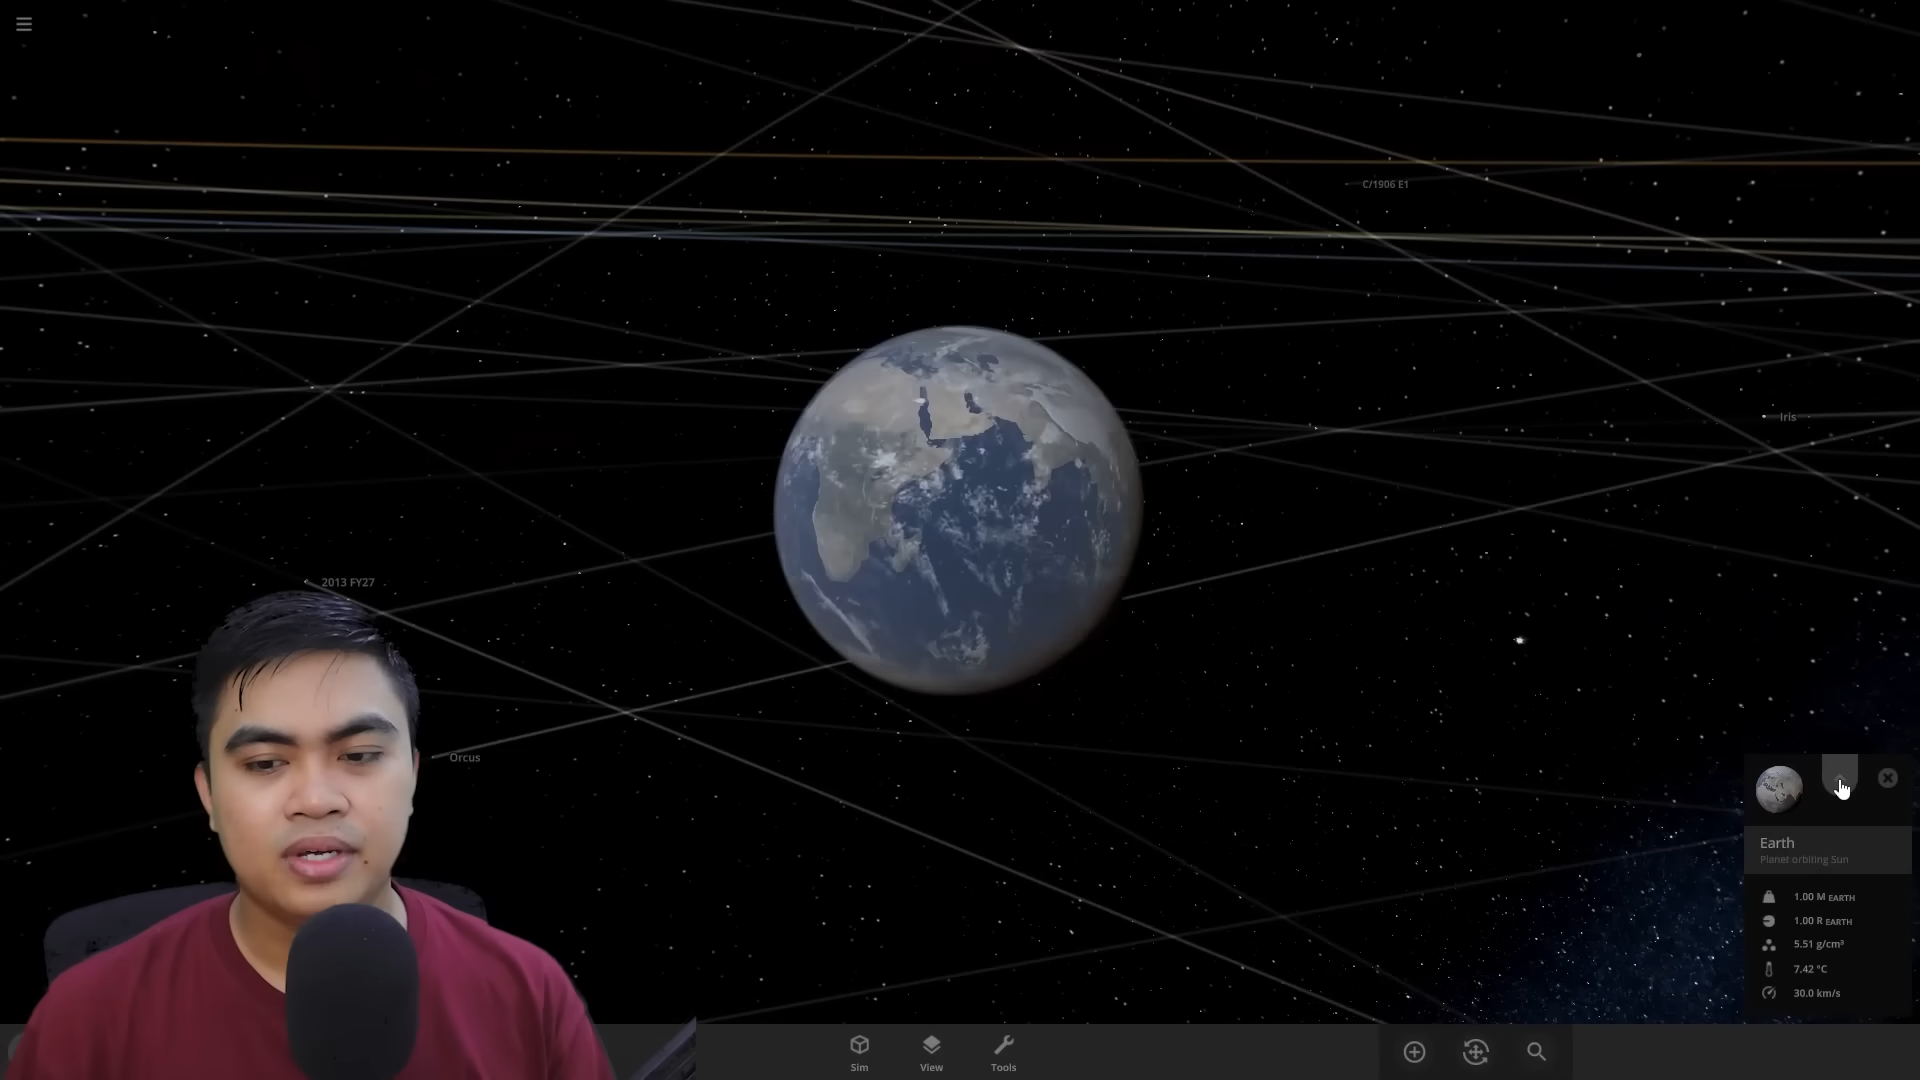 C/1906 E1
Iris
2013 FY27
Orcus
Earth
Planet orbiting Sun
1.00 M EARTH
1.00 R EARTH
5.51 g/cm³
7.42 °C
30.0 km/s
Sim
View
Tools